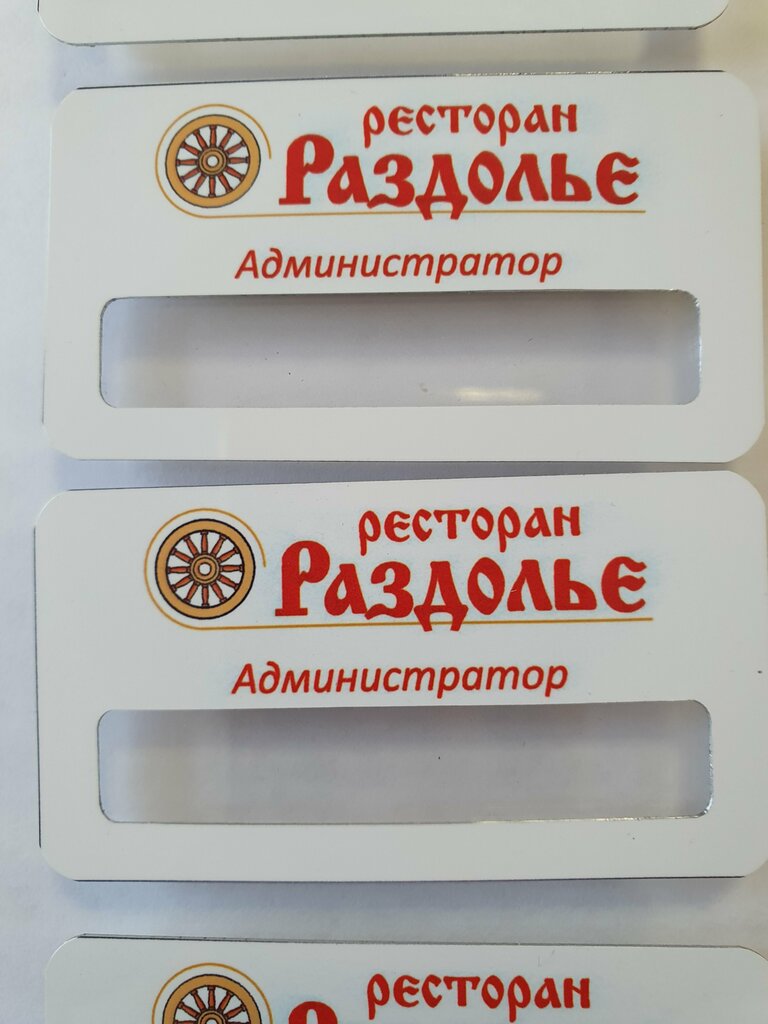 ресторан
Раздолье
Администратор
ресторан
Раздолье
Администратор
ресторан